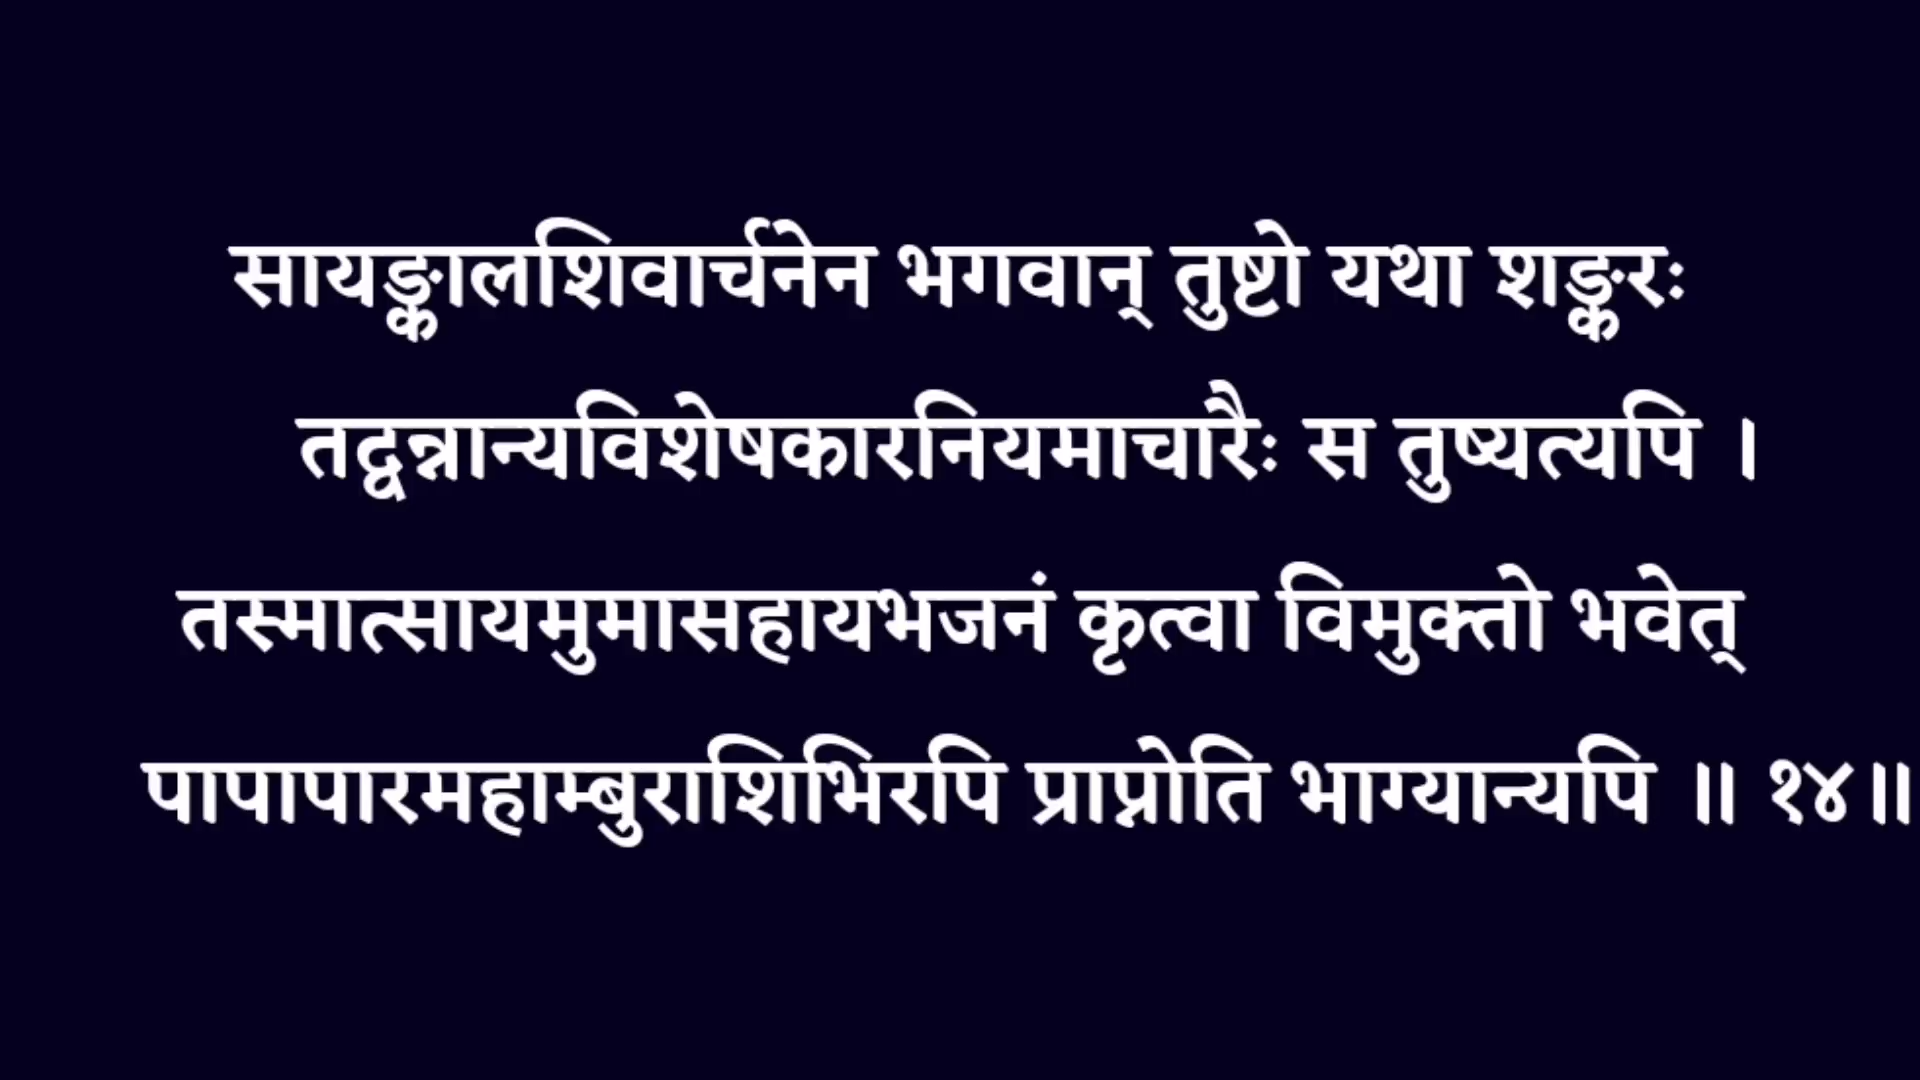 सायङ्कालशिवार्चनेन भगवान् तुष्टो यथा शङ्करः
तद्वन्नान्यविशेषकारनियमाचारैः स तुष्यत्यपि ।
तस्मात्सायमुमासहायभजनं कृत्वा विमुक्तो भवेत्
पापापारमहाम्बुराशिभिरपि प्राप्नोति भाग्यान्यपि ॥ १४॥